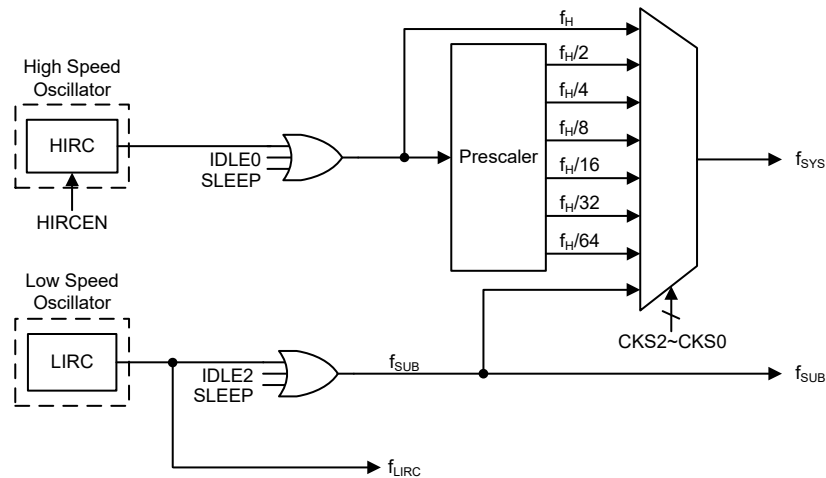 f_H
High Speed
Oscillator
HIRC
IDLE0
SLEEP
HIRCEN
Prescaler
f_H/2
f_H/4
f_H/8
f_H/16
f_H/32
f_H/64
f_SYS
CKS2~CKS0
Low Speed
Oscillator
LIRC
IDLE2
SLEEP
f_SUB
f_SUB
f_LIRC